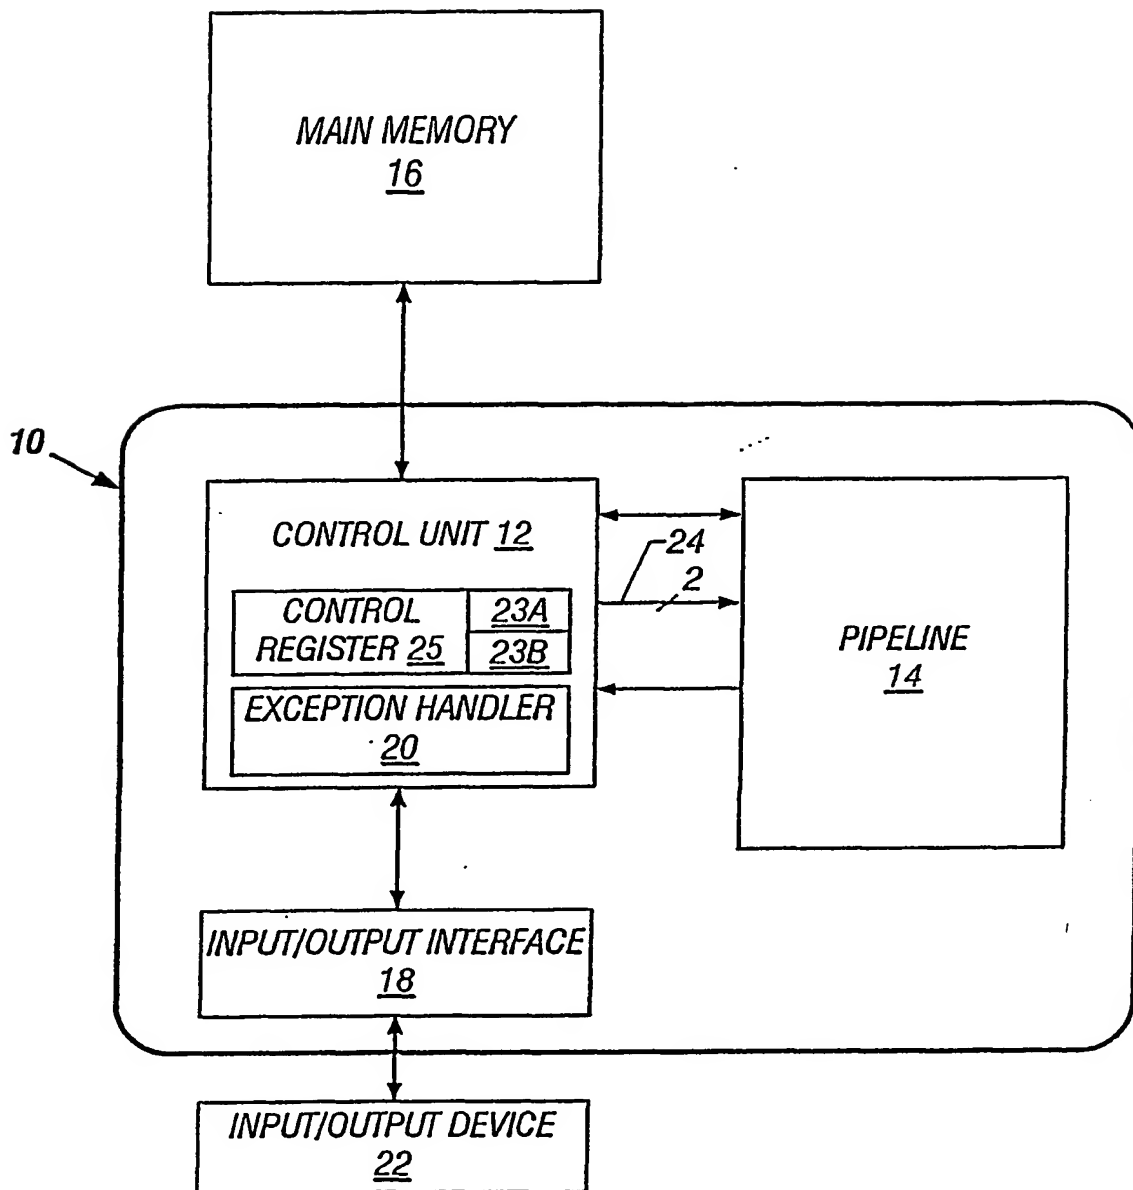 MAIN MEMORY
16
10
CONTROL UNIT 12
24
2
CONTROL
REGISTER 25
23A
23B
PIPELINE
14
EXCEPTION HANDLER
20
INPUT/OUTPUT INTERFACE
18
INPUT/OUTPUT DEVICE
22